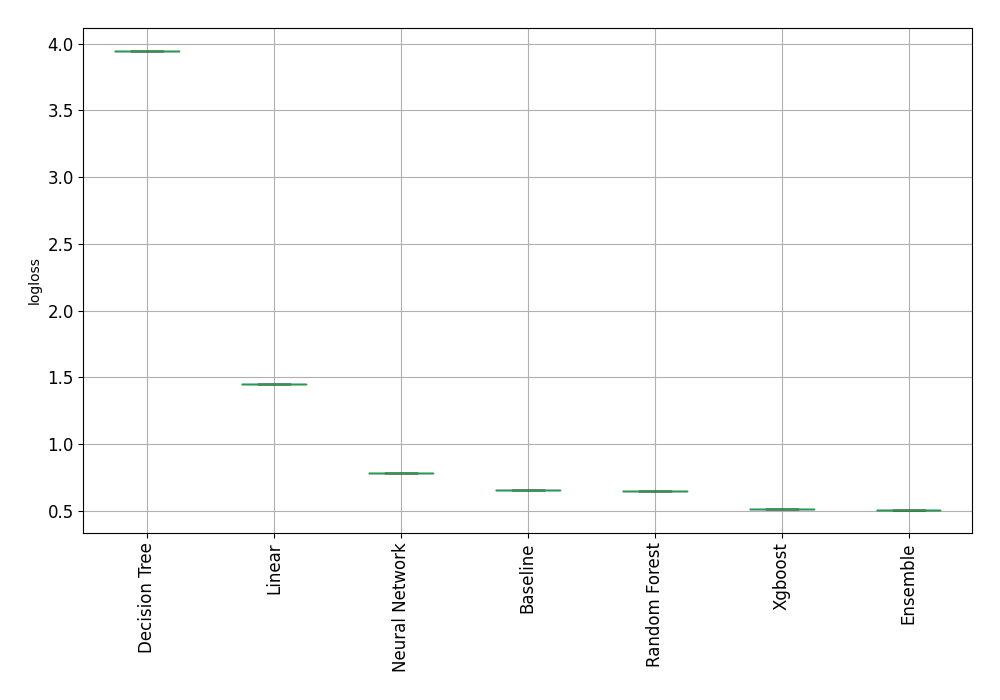 4.0
3.5
3.0
2.5
2.0
1.5
1.0
0.5
logloss
Decision Tree
Linear
Neural Network
Baseline
Random Forest
Xgboost
Ensemble